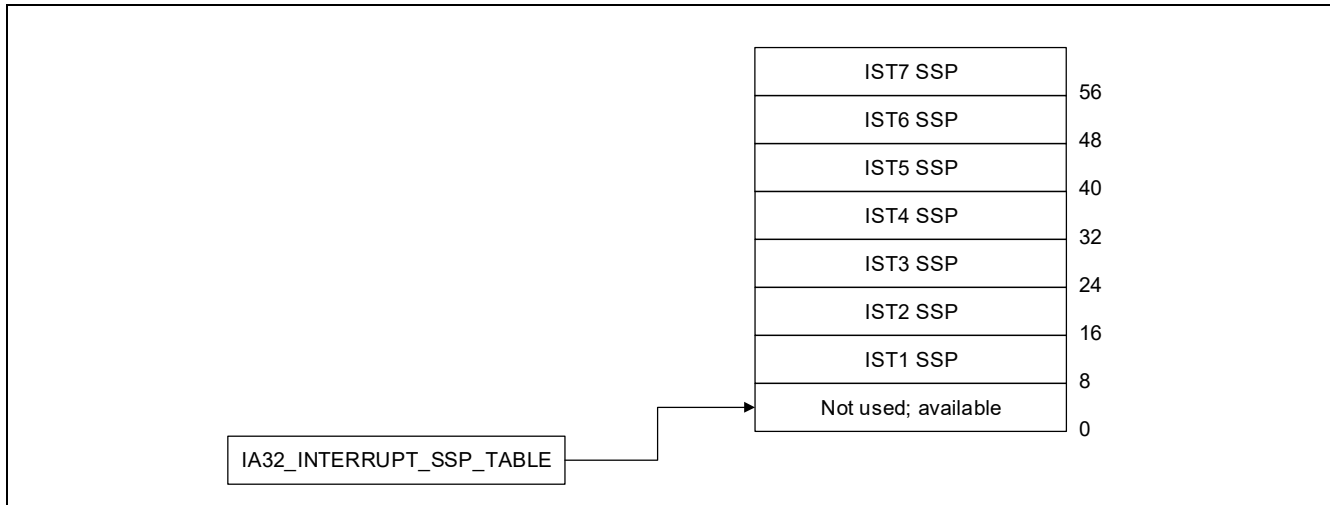 IST7 SSP
56
IST6 SSP
48
IST5 SSP
40
IST4 SSP
32
IST3 SSP
24
IST2 SSP
16
IST1 SSP
8
Not used; available
0
IA32_INTERRUPT_SSP_TABLE